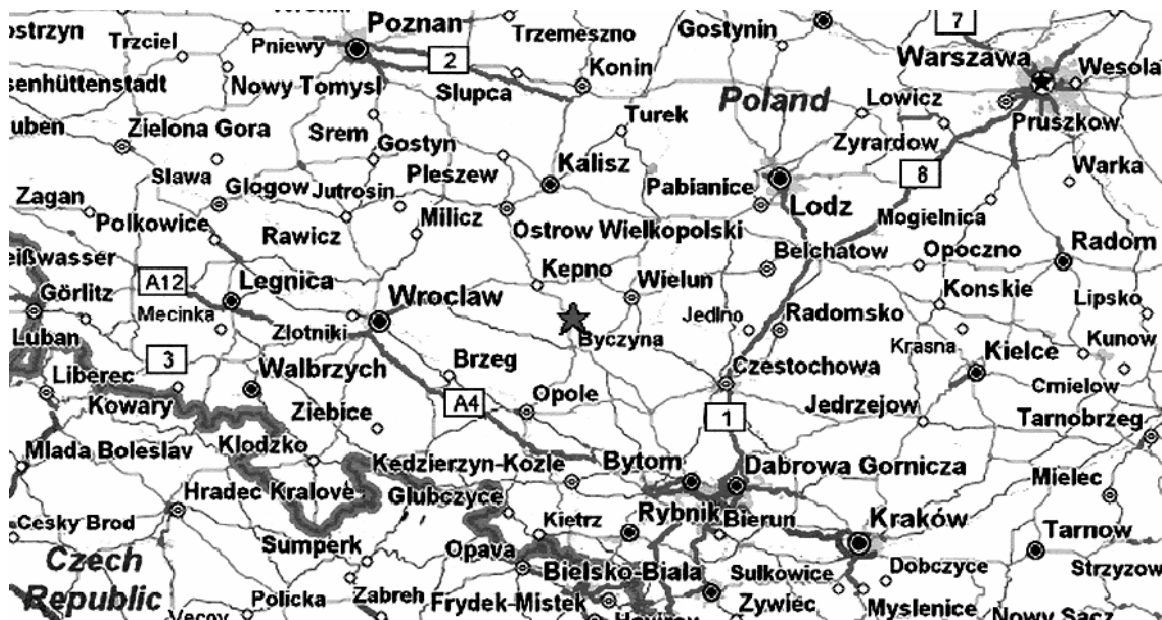 Poznan
7
ostrzyn
Trzciel
Pniewy
2
Trzemeszno
Gostynin
Warszawa
Wesola
senhüttenstadt
Nowy Tomysl
Slupca
Konin
Poland
Lowicz
uben
Zielona Gora
Srem
Gostyn
Turek
Zyrardow
Pruszkow
Slawa
Glogow
Jutrosin
Pleszew
Kalisz
Pabianice
8
Warka
Zagan
Polkowice
Rawicz
Milicz
Ostrow Wielkopolski
Lodz
Mogielnica
eißwasser
Kepno
Wielun
Belchatow
Opoczno
Radom
A12
Legnica
Wroclaw
Görlitz
Mecinka
Zlotniki
Byczyna
Jedlno
Radomsko
Konskie
Lipsko
Luban
3
Walbrzych
Brzeg
Krasna
Kielce
Kunow
Liberec
Kowary
Ziebice
A4
Opole
Czestochowa
1
Jedrzejow
Cmielow
Tarnobrzeg
Mlada Boleslav
Klodzko
Kedzierzyn-Kozle
Bytom
Dabrowa Gornicza
Mielec
Hradec Kralove
Glubczyce
Cesky Brod
Kietrz
Rybnik
Bierun
Kraków
Tarnow
Czech
Republic
Sumperk
Opava
Bielsko-Biala
Sulkowice
Dobczyce
Strzyzow
Policka
Zabreh
Frydek-Mistek
Zywiec
Myslenice
Nowy Sacz